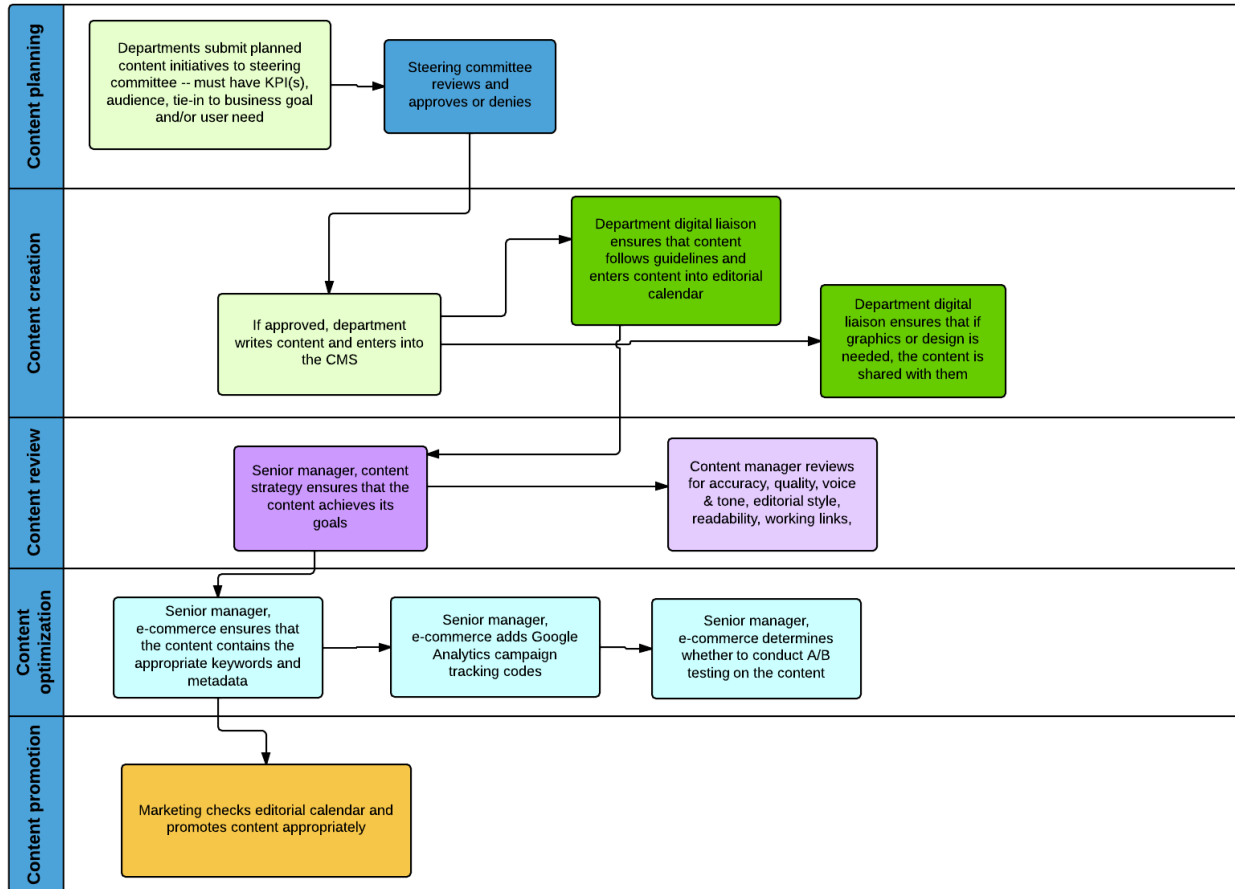 Content planning
Departments submit planned
content initiatives to steering
committee -- must have KPI(s),
audience, tie-in to business goal
and/or user need
Steering committee
reviews and
approves or denies
Content creation
If approved, department
writes content and enters into
the CMS
Department digital liaison
ensures that content
follows guidelines and
enters content into editorial
calendar
Department digital
liaison ensures that if
graphics or design is
needed, the content is
shared with them
Content review
Senior manager, content
strategy ensures that the
content achieves its
goals
Content manager reviews
for accuracy, quality, voice
& tone, editorial style,
readability, working links,
Content
optimization
Senior manager,
e-commerce ensures that
the content contains the
appropriate keywords and
metadata
Senior manager,
e-commerce adds Google
Analytics campaign
tracking codes
Senior manager,
e-commerce determines
whether to conduct A/B
testing on the content
Content promotion
Marketing checks editorial calendar and
promotes content appropriately